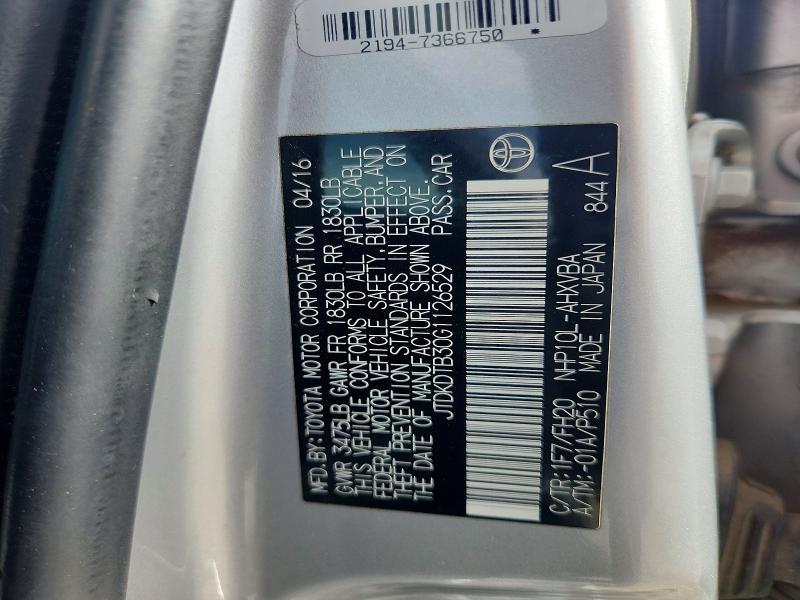 2194-7366750 *
MFD.BY:TOYOTA MOTOR CORPORATION 04/16
GVWR 3475LB GAWR FR 1830LB RR 1830LB
THIS VEHICLE CONFORMS TO ALL APPLICABLE
FEDERAL MOTOR VEHICLE SAFETY,BUMPER,AND
THEFT PREVENTION STANDARDS IN EFFECT ON
THE DATE OF MANUFACTURE SHOWN ABOVE.
JTDKDTB30G1126529 PASS.CAR
C/TR:1F7/FH20 NHP10L-AHXVBA
A/TM:-01A/P510 MADE IN JAPAN 844 A